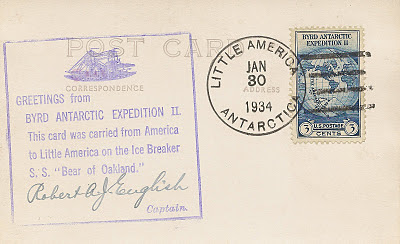 POST CARD
CORRESPONDENCE
GREETINGS from
BYRD ANTARCTIC EXPEDITION II.
This card was carried from America
to Little America on the Ice Breaker
S. S. "Bear of Oakland."
Robert A. J. English
Captain.
LITTLE AMERICA
JAN
30
1934
ANTARCTICA
ADDRESS
BYRD ANTARCTIC
EXPEDITION II
U.S. POSTAGE
3 CENTS 3